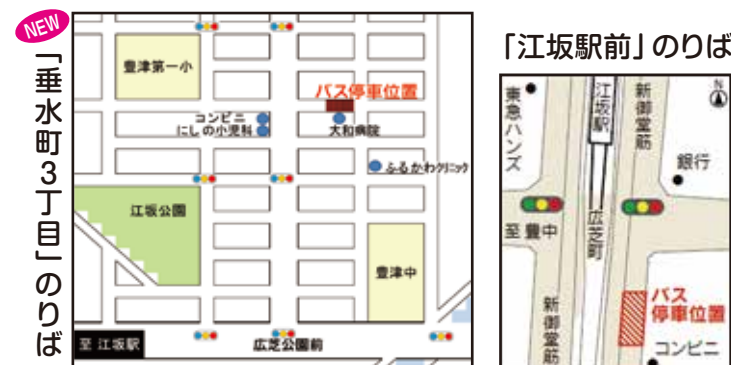 NEW
「垂水町3丁目」のりば
豊津第一小
バス停車位置
コンビニ
にしの小児科
大和病院
ふるかわクリニック
江坂公園
豊津中
至 江坂駅
広芝公園前
「江坂駅前」のりば
N
東急ハンズ
江坂駅
新御堂筋
銀行
至豊中
広芝町
バス
停車位置
新御堂筋
コンビニ